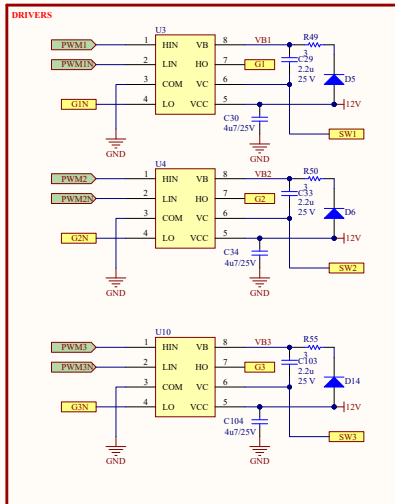 DRIVERS
U3
PWM1 1 HIN VB 8 VB1 R49
3
PWM1N 2 LIN HO 7 G1 C29
2.2u
25 V
D5
3 COM VC 6
G1N 4 LO VCC 5 12V
C30
4u7/25V
SW1
GND GND
U4
PWM2 1 HIN VB 8 VB2 R50
3
PWM2N 2 LIN HO 7 G2 C33
2.2u
25 V
D6
3 COM VC 6
G2N 4 LO VCC 5 12V
C34
4u7/25V
SW2
GND GND
U10
PWM3 1 HIN VB 8 VB3 R55
3
PWM3N 2 LIN HO 7 G3 C103
2.2u
25 V
D14
3 COM VC 6
G3N 4 LO VCC 5 12V
C104
4u7/25V
SW3
GND GND